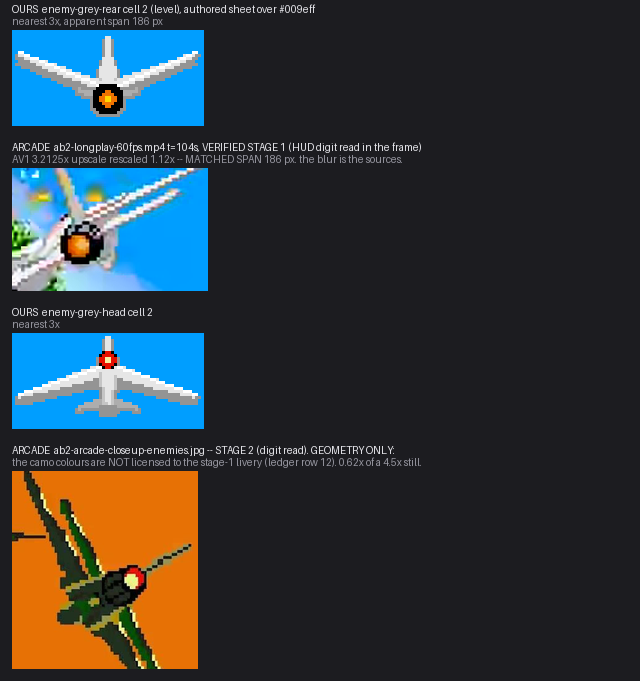 OURS enemy-grey-rear cell 2 (level), authored sheet over #009eff
nearest 3x, apparent span 186 px
ARCADE ab2-longplay-60fps.mp4 t=104s, VERIFIED STAGE 1 (HUD digit read in the frame)
AV1 3.2125x upscale rescaled 1.12x -- MATCHED SPAN 186 px. the blur is the sources.
OURS enemy-grey-head cell 2
nearest 3x
ARCADE ab2-arcade-closeup-enemies.jpg -- STAGE 2 (digit read). GEOMETRY ONLY:
the camo colours are NOT licensed to the stage-1 livery (ledger row 12). 0.62x of a 4.5x still.